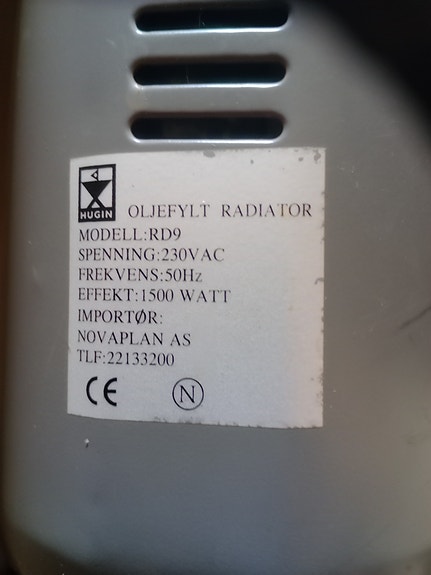 HUGIN
OLJEFYLT RADIATOR
MODELL:RD9
SPENNING:230VAC
FREKVENS:50Hz
EFFEKT:1500 WATT
IMPORTØR:
NOVAPLAN AS
TLF:22133200
CE N